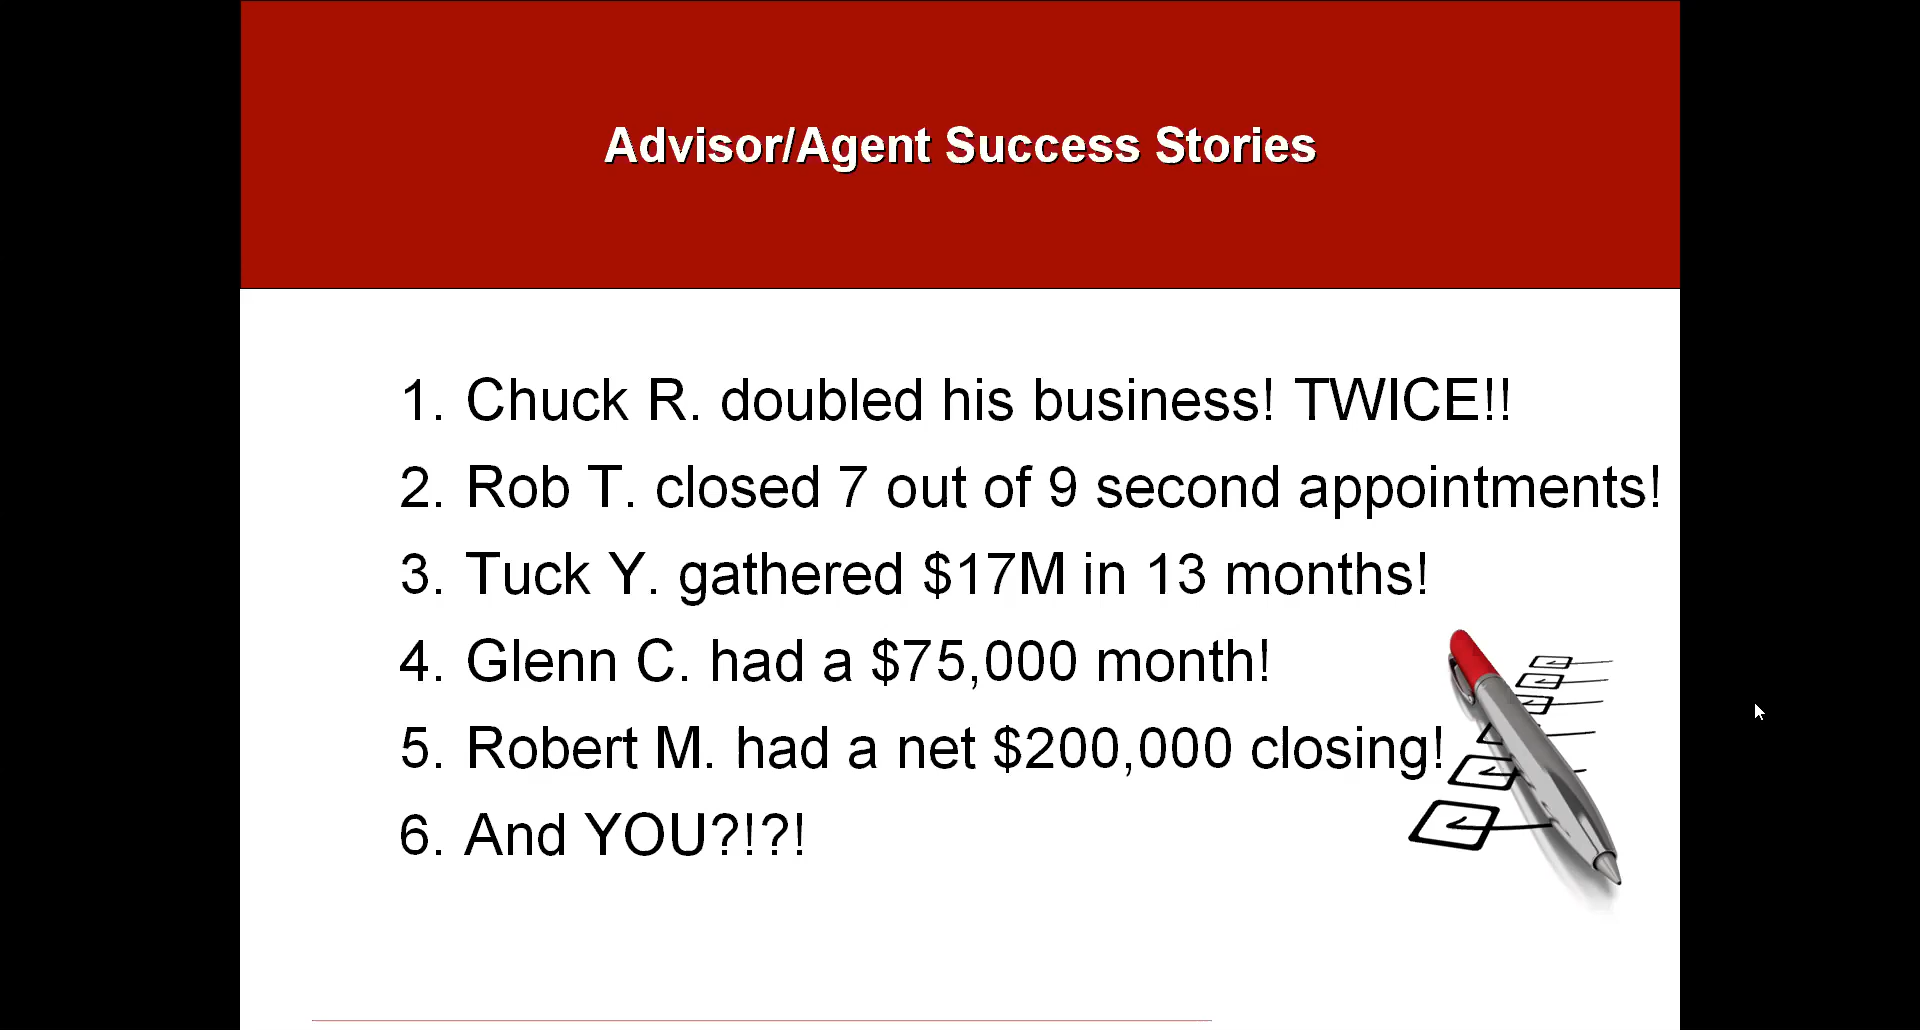 Advisor/Agent Success Stories
1. Chuck R. doubled his business! TWICE!!
2. Rob T. closed 7 out of 9 second appointments!
3. Tuck Y. gathered $17M in 13 months!
4. Glenn C. had a $75,000 month!
5. Robert M. had a net $200,000 closing!
6. And YOU?!?!